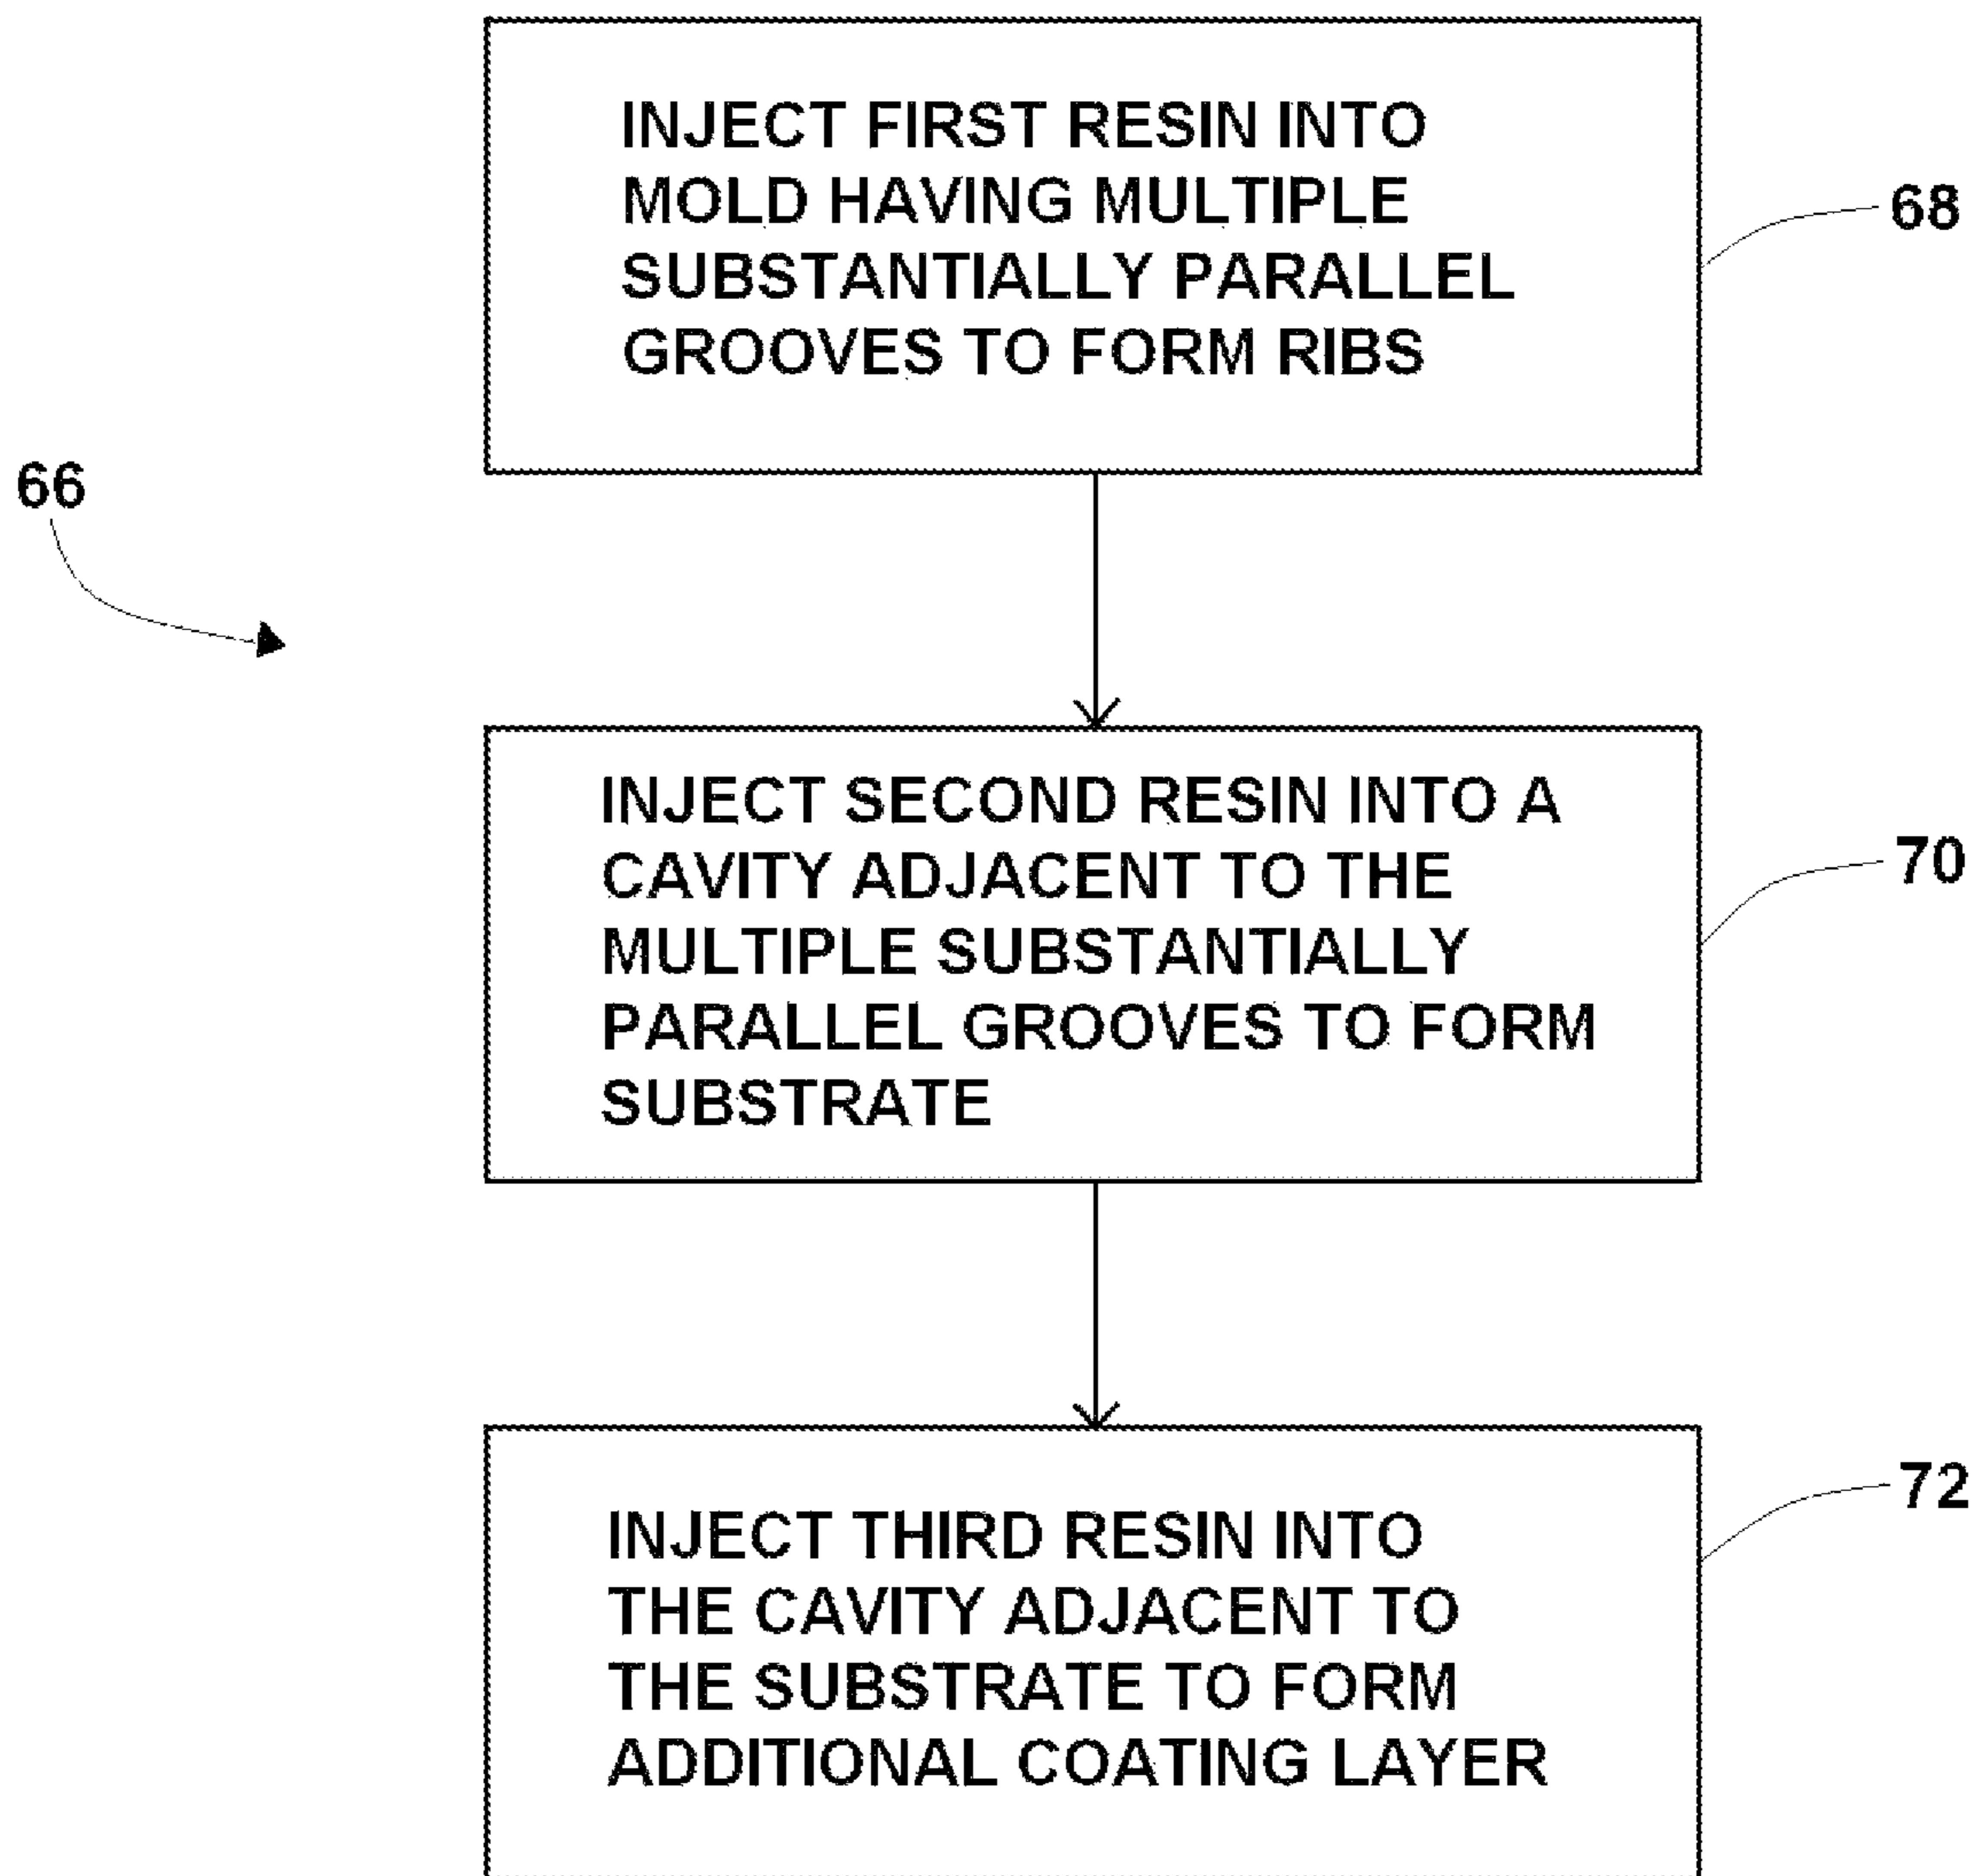 INJECT FIRST RESIN INTO
MOLD HAVING MULTIPLE
SUBSTANTIALLY PARALLEL
GROOVES TO FORM RIBS
68
66
INJECT SECOND RESIN INTO A
CAVITY ADJACENT TO THE
MULTIPLE SUBSTANTIALLY
PARALLEL GROOVES TO FORM
SUBSTRATE
70
INJECT THIRD RESIN INTO
THE CAVITY ADJACENT TO
THE SUBSTRATE TO FORM
ADDITIONAL COATING LAYER
72